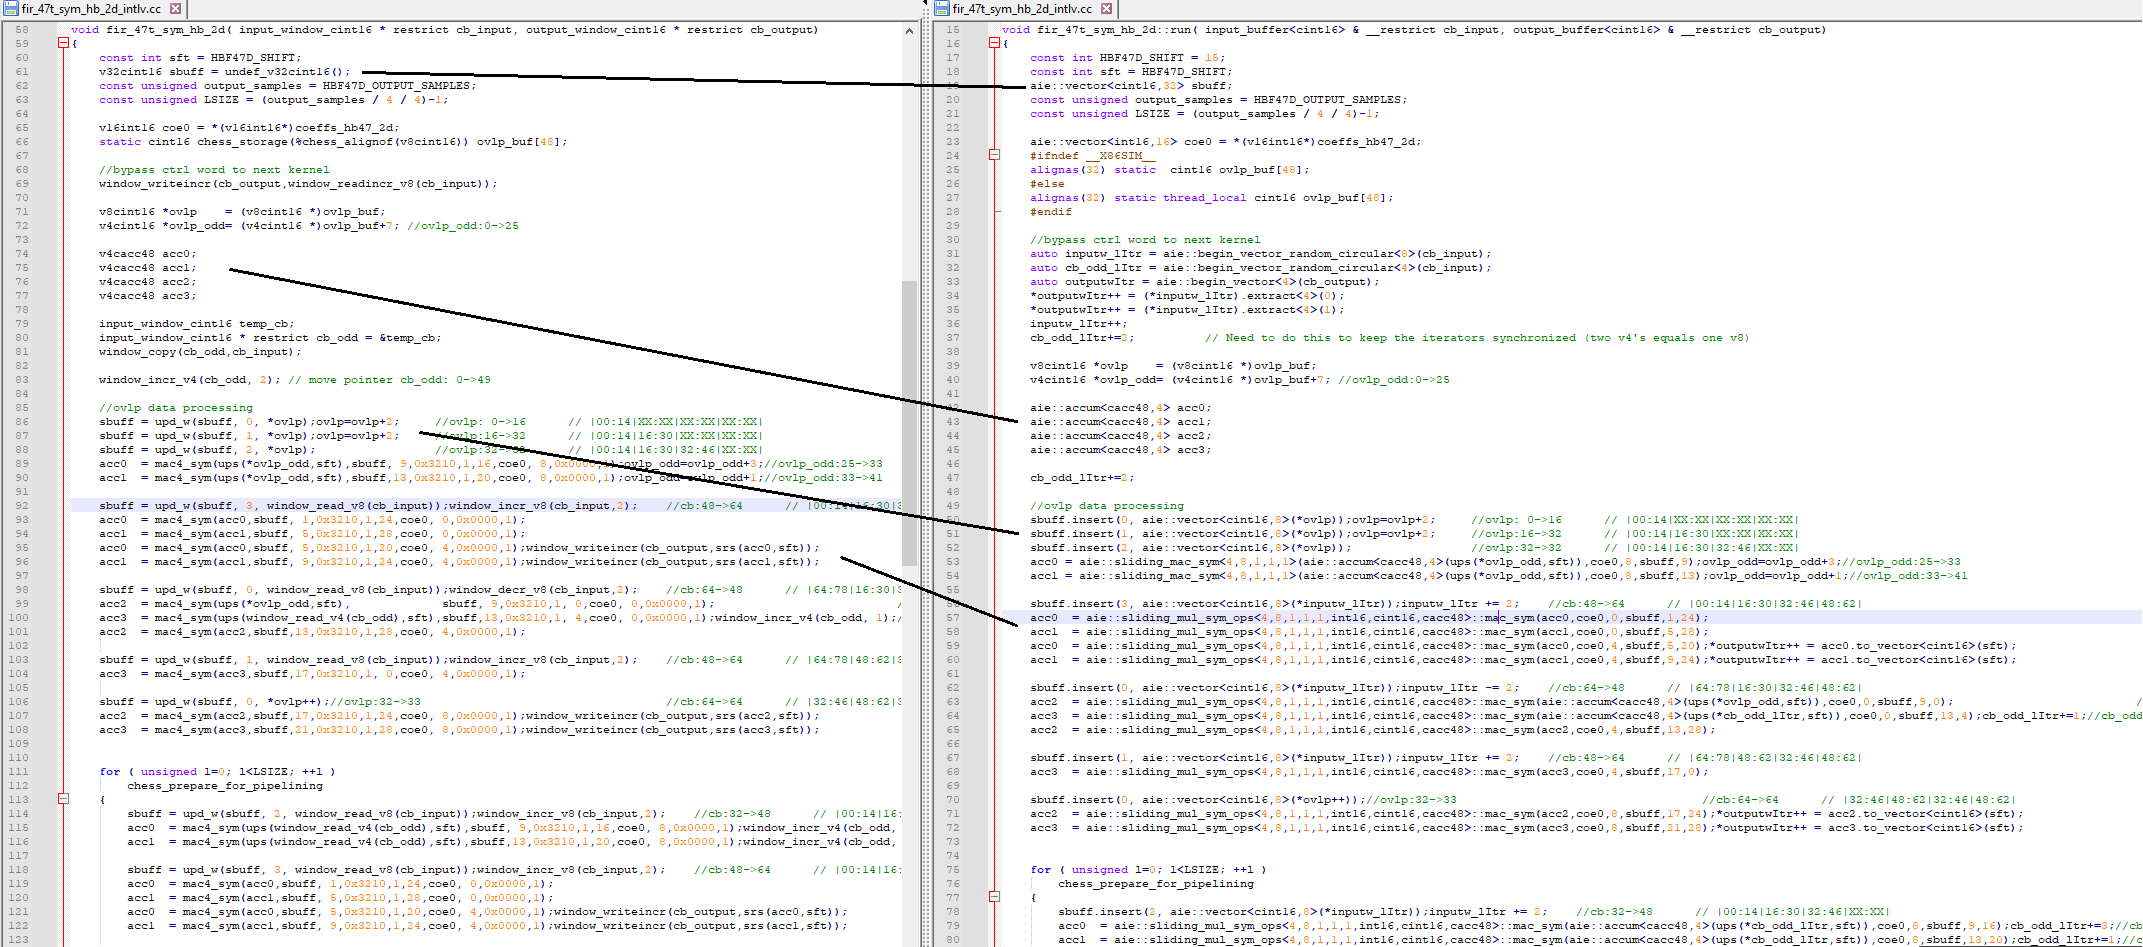 fir_47t_sym_hb_2d_intlv.cc
58 void fir_47t_sym_hb_2d( input_window_cint16 * restrict cb_input, output_window_cint16 * restrict cb_output)
59 {
60 const int sft = HBF47D_SHIFT;
61 v32cint16 sbuff = undef_v32cint16();
62 const unsigned output_samples = HBF47D_OUTPUT_SAMPLES;
63 const unsigned LSIZE = (output_samples / 4 / 4)-1;
64
65 v16int16 coe0 = *(v16int16*)coeffs_hb47_2d;
66 static cint16 chess_storage(%chess_alignof(v8cint16)) ovlp_buf[48];
67
68 //bypass ctrl word to next kernel
69 window_writeincr(cb_output,window_readincr_v8(cb_input));
70
71 v8cint16 *ovlp = (v8cint16 *)ovlp_buf;
72 v4cint16 *ovlp_odd= (v4cint16 *)ovlp_buf+7; //ovlp_odd:0->25
73
74 v4cacc48 acc0;
75 v4cacc48 acc1;
76 v4cacc48 acc2;
77 v4cacc48 acc3;
78
79 input_window_cint16 temp_cb;
80 input_window_cint16 * restrict cb_odd = &temp_cb;
81 window_copy(cb_odd,cb_input);
82
83 window_incr_v4(cb_odd, 2); // move pointer cb_odd: 0->49
84
85 //ovlp data processing
86 sbuff = upd_w(sbuff, 0, *ovlp);ovlp=ovlp+2; //ovlp: 0->16 // |00:14|XX:XX|XX:XX|XX:XX|
87 sbuff = upd_w(sbuff, 1, *ovlp);ovlp=ovlp+2; //ovlp:16->32 // |00:14|16:30|XX:XX|XX:XX|
88 sbuff = upd_w(sbuff, 2, *ovlp); // |00:14|16:30|32:46|XX:XX|
89 acc0 = mac4_sym(ups(*ovlp_odd,sft),sbuff, 9,0x3210,1,16,coe0, 8,0x0000,1);ovlp_odd=ovlp_odd+3;//ovlp_odd:25->33
90 acc1 = mac4_sym(ups(*ovlp_odd,sft),sbuff,13,0x3210,1,20,coe0, 8,0x0000,1);ovlp_odd=ovlp_odd+1;//ovlp_odd:33->41
91
92 sbuff = upd_w(sbuff, 3, window_read_v8(cb_input));window_incr_v8(cb_input,2); //cb:48->64 // |00:14|16:30|3
93 acc0 = mac4_sym(acc0,sbuff, 1,0x3210,1,24,coe0, 0,0x0000,1);
94 acc1 = mac4_sym(acc1,sbuff, 5,0x3210,1,28,coe0, 0,0x0000,1);
95 acc0 = mac4_sym(acc0,sbuff, 5,0x3210,1,20,coe0, 4,0x0000,1);window_writeincr(cb_output,srs(acc0,sft));
96 acc1 = mac4_sym(acc1,sbuff, 9,0x3210,1,24,coe0, 4,0x0000,1);window_writeincr(cb_output,srs(acc1,sft));
97
98 sbuff = upd_w(sbuff, 0, window_read_v8(cb_input));window_decr_v8(cb_input,2); //cb:64->48 // |64:78|16:30|3
99 acc2 = mac4_sym(ups(*ovlp_odd,sft), sbuff, 9,0x3210,1, 0,coe0, 0,0x0000,1); /
100 acc3 = mac4_sym(ups(window_read_v4(cb_odd),sft),sbuff,13,0x3210,1, 4,coe0, 0,0x0000,1);window_incr_v4(cb_odd, 1);/
101 acc2 = mac4_sym(acc2,sbuff,13,0x3210,1,28,coe0, 4,0x0000,1);
102
103 sbuff = upd_w(sbuff, 1, window_read_v8(cb_input));window_incr_v8(cb_input,2); //cb:48->64 // |64:78|48:62|3
104 acc3 = mac4_sym(acc3,sbuff,17,0x3210,1, 0,coe0, 4,0x0000,1);
105
106 sbuff = upd_w(sbuff, 0, *ovlp++);//ovlp:32->33 //cb:64->64 // |32:46|48:62|3
107 acc2 = mac4_sym(acc2,sbuff,17,0x3210,1,24,coe0, 8,0x0000,1);window_writeincr(cb_output,srs(acc2,sft));
108 acc3 = mac4_sym(acc3,sbuff,21,0x3210,1,28,coe0, 8,0x0000,1);window_writeincr(cb_output,srs(acc3,sft));
109
110
111 for ( unsigned l=0; l<LSIZE; ++l )
112 chess_prepare_for_pipelining
113 {
114 sbuff = upd_w(sbuff, 2, window_read_v8(cb_input));window_incr_v8(cb_input,2); //cb:32->48 // |00:14|16:
115 acc0 = mac4_sym(ups(window_read_v4(cb_odd),sft),sbuff, 9,0x3210,1,16,coe0, 8,0x0000,1);window_incr_v4(cb_odd,
116 acc1 = mac4_sym(ups(window_read_v4(cb_odd),sft),sbuff,13,0x3210,1,20,coe0, 8,0x0000,1);window_incr_v4(cb_odd,
117
118 sbuff = upd_w(sbuff, 3, window_read_v8(cb_input));window_incr_v8(cb_input,2); //cb:48->64 // |00:14|16:
119 acc0 = mac4_sym(acc0,sbuff, 1,0x3210,1,24,coe0, 0,0x0000,1);
120 acc1 = mac4_sym(acc1,sbuff, 5,0x3210,1,28,coe0, 0,0x0000,1);
121 acc0 = mac4_sym(acc0,sbuff, 5,0x3210,1,20,coe0, 4,0x0000,1);window_writeincr(cb_output,srs(acc0,sft));
122 acc1 = mac4_sym(acc1,sbuff, 9,0x3210,1,24,coe0, 4,0x0000,1);window_writeincr(cb_output,srs(acc1,sft));
123
fir_47t_sym_hb_2d_intlv.cc
15 void fir_47t_sym_hb_2d::run( input_buffer<cint16> & __restrict cb_input, output_buffer<cint16> & __restrict cb_output)
16 {
17 const int HBF47D_SHIFT = 15;
18 const int sft = HBF47D_SHIFT;
aie::vector<cint16,32> sbuff;
20 const unsigned output_samples = HBF47D_OUTPUT_SAMPLES;
21 const unsigned LSIZE = (output_samples / 4 / 4)-1;
22
23 aie::vector<int16,16> coe0 = *(v16int16*)coeffs_hb47_2d;
24 #ifndef __X86SIM__
25 alignas(32) static cint16 ovlp_buf[48];
26 #else
27 alignas(32) static thread_local cint16 ovlp_buf[48];
28 #endif
29
30 //bypass ctrl word to next kernel
31 auto inputw_lItr = aie::begin_vector_random_circular<8>(cb_input);
32 auto cb_odd_lItr = aie::begin_vector_random_circular<4>(cb_input);
33 auto outputwItr = aie::begin_vector<4>(cb_output);
34 *outputwItr++ = (*inputw_lItr).extract<4>(0);
35 *outputwItr++ = (*inputw_lItr).extract<4>(1);
36 inputw_lItr++;
37 cb_odd_lItr+=2; // Need to do this to keep the iterators synchronized (two v4's equals one v8)
38
39 v8cint16 *ovlp = (v8cint16 *)ovlp_buf;
40 v4cint16 *ovlp_odd= (v4cint16 *)ovlp_buf+7; //ovlp_odd:0->25
41
42 aie::accum<cacc48,4> acc0;
43 aie::accum<cacc48,4> acc1;
44 aie::accum<cacc48,4> acc2;
45 aie::accum<cacc48,4> acc3;
46
47 cb_odd_lItr+=2;
48
49 //ovlp data processing
sbuff.insert(0, aie::vector<cint16,8>(*ovlp));ovlp=ovlp+2; //ovlp: 0->16 // |00:14|XX:XX|XX:XX|XX:XX|
51 sbuff.insert(1, aie::vector<cint16,8>(*ovlp));ovlp=ovlp+2; //ovlp:16->32 // |00:14|16:30|XX:XX|XX:XX|
52 sbuff.insert(2, aie::vector<cint16,8>(*ovlp)); //ovlp:32->32 // |00:14|16:30|32:46|XX:XX|
53 acc0 = aie::sliding_mac_sym<4,8,1,1,1>(aie::accum<cacc48,4>(ups(*ovlp_odd,sft)),coe0,8,sbuff,9);ovlp_odd=ovlp_odd+3;//ovlp_odd:25->33
54 acc1 = aie::sliding_mac_sym<4,8,1,1,1>(aie::accum<cacc48,4>(ups(*ovlp_odd,sft)),coe0,8,sbuff,13);ovlp_odd=ovlp_odd+1;//ovlp_odd:33->41
55
sbuff.insert(3, aie::vector<cint16,8>(*inputw_lItr));inputw_lItr += 2; //cb:48->64 // |00:14|16:30|32:46|48:62|
57 acc0 = aie::sliding_mul_sym_ops<4,8,1,1,1,int16,cint16,cacc48>::mac_sym(acc0,coe0,0,sbuff,1,24);
58 acc1 = aie::sliding_mul_sym_ops<4,8,1,1,1,int16,cint16,cacc48>::mac_sym(acc1,coe0,0,sbuff,5,28);
59 acc0 = aie::sliding_mul_sym_ops<4,8,1,1,1,int16,cint16,cacc48>::mac_sym(acc0,coe0,4,sbuff,5,20);*outputwItr++ = acc0.to_vector<cint16>(sft);
60 acc1 = aie::sliding_mul_sym_ops<4,8,1,1,1,int16,cint16,cacc48>::mac_sym(acc1,coe0,4,sbuff,9,24);*outputwItr++ = acc1.to_vector<cint16>(sft);
61
62 sbuff.insert(0, aie::vector<cint16,8>(*inputw_lItr));inputw_lItr -= 2; //cb:64->48 // |64:78|16:30|32:46|48:62|
63 acc2 = aie::sliding_mul_sym_ops<4,8,1,1,1,int16,cint16,cacc48>::mac_sym(aie::accum<cacc48,4>(ups(*ovlp_odd,sft)),coe0,0,sbuff,9,0); /
64 acc3 = aie::sliding_mul_sym_ops<4,8,1,1,1,int16,cint16,cacc48>::mac_sym(aie::accum<cacc48,4>(ups(*cb_odd_lItr,sft)),coe0,0,sbuff,13,4);cb_odd_lItr+=1;//cb_odd
65 acc2 = aie::sliding_mul_sym_ops<4,8,1,1,1,int16,cint16,cacc48>::mac_sym(acc2,coe0,4,sbuff,13,28);
66
67 sbuff.insert(1, aie::vector<cint16,8>(*inputw_lItr));inputw_lItr += 2; //cb:48->64 // |64:78|48:62|32:46|48:62|
68 acc3 = aie::sliding_mul_sym_ops<4,8,1,1,1,int16,cint16,cacc48>::mac_sym(acc3,coe0,4,sbuff,17,0);
69
70 sbuff.insert(0, aie::vector<cint16,8>(*ovlp++));//ovlp:32->33 //cb:64->64 // |32:46|48:62|32:46|48:62|
71 acc2 = aie::sliding_mul_sym_ops<4,8,1,1,1,int16,cint16,cacc48>::mac_sym(acc2,coe0,8,sbuff,17,24);*outputwItr++ = acc2.to_vector<cint16>(sft);
72 acc3 = aie::sliding_mul_sym_ops<4,8,1,1,1,int16,cint16,cacc48>::mac_sym(acc3,coe0,8,sbuff,21,28);*outputwItr++ = acc3.to_vector<cint16>(sft);
73
74
75 for ( unsigned l=0; l<LSIZE; ++l )
76 chess_prepare_for_pipelining
77 {
78 sbuff.insert(2, aie::vector<cint16,8>(*inputw_lItr));inputw_lItr += 2; //cb:32->48 // |00:14|16:30|32:46|XX:XX|
79 acc0 = aie::sliding_mul_sym_ops<4,8,1,1,1,int16,cint16,cacc48>::mac_sym(aie::accum<cacc48,4>(ups(*cb_odd_lItr,sft)),coe0,8,sbuff,9,16);cb_odd_lItr+=3;//c
80 acc1 = aie::sliding_mul_sym_ops<4,8,1,1,1,int16,cint16,cacc48>::mac_sym(aie::accum<cacc48,4>(ups(*cb_odd_lItr,sft)),coe0,8,sbuff,13,20);cb_odd_lItr+=